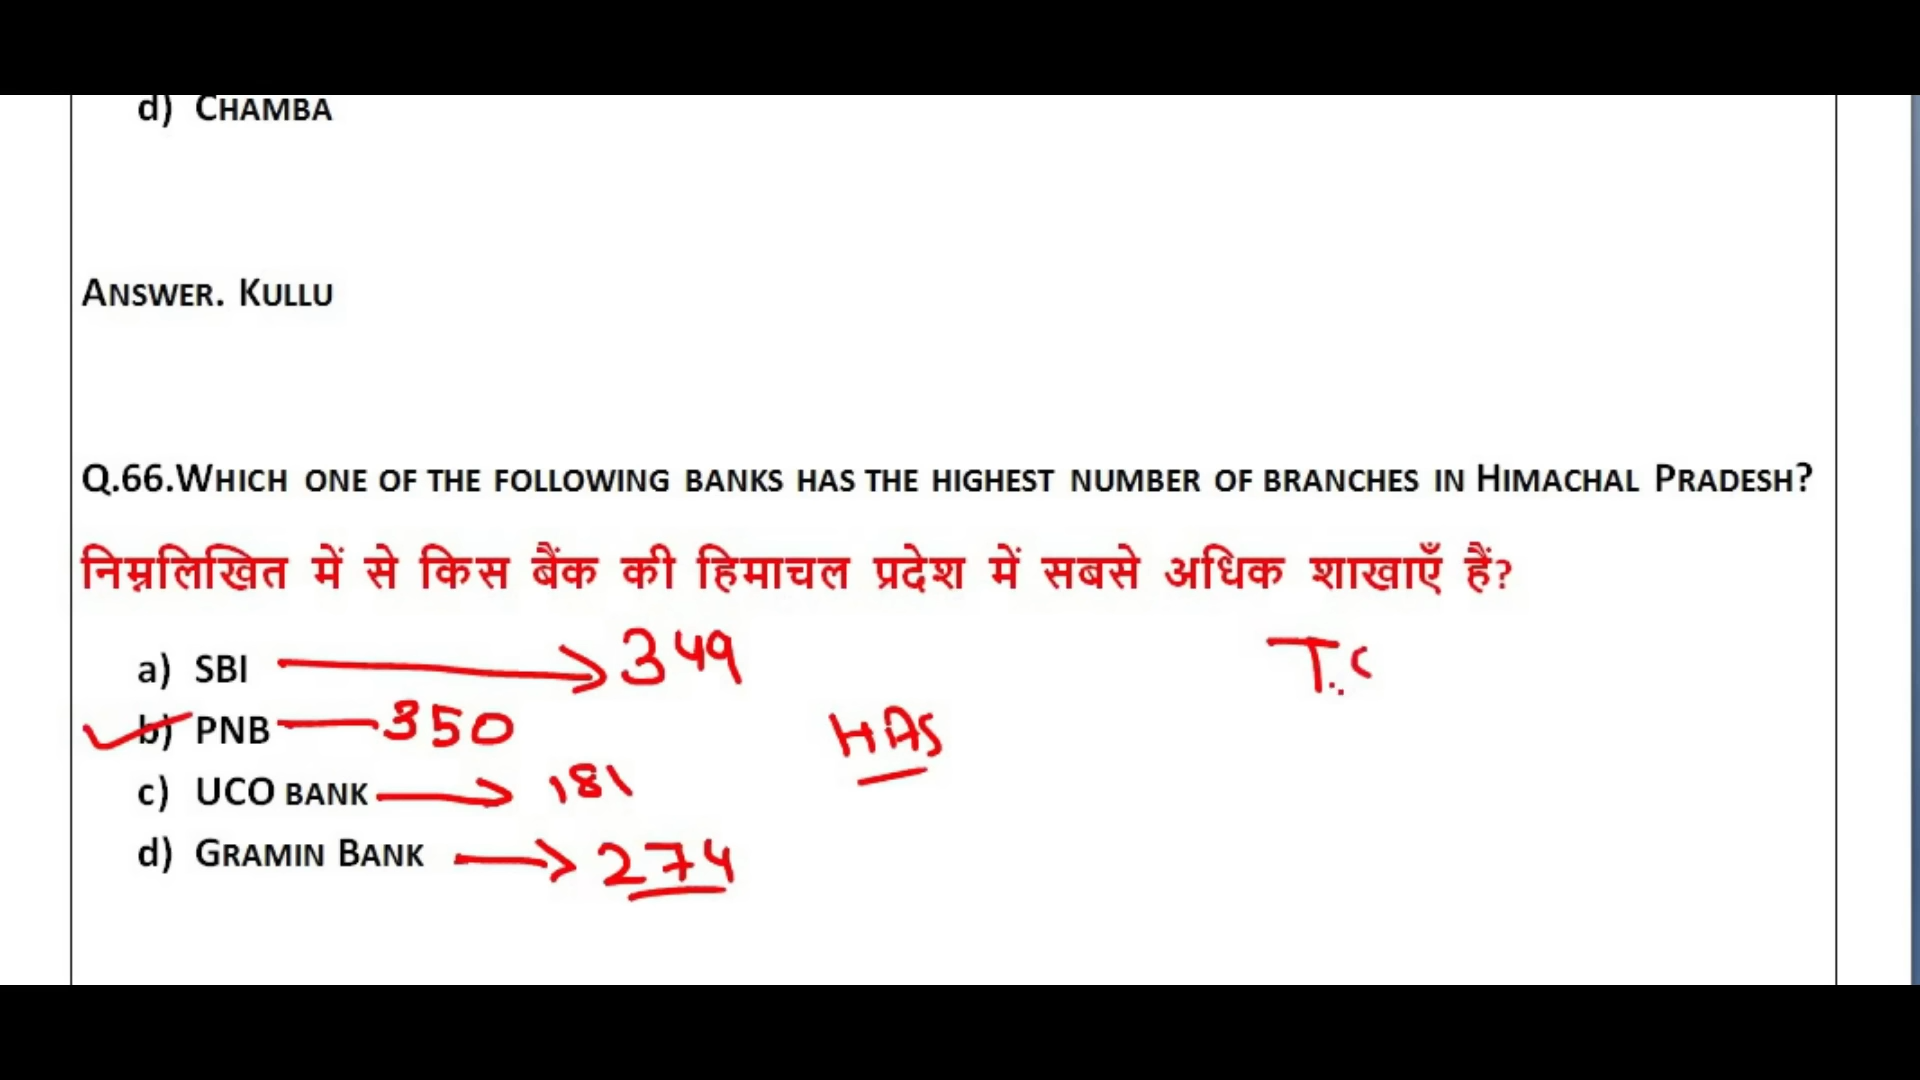 d) CHAMBA
ANSWER. KULLU
Q.66.WHICH ONE OF THE FOLLOWING BANKS HAS THE HIGHEST NUMBER OF BRANCHES IN HIMACHAL PRADESH?
निम्नलिखित में से किस बैंक की हिमाचल प्रदेश में सबसे अधिक शाखाएँ हैं?
a) SBI → 349
b) PNB — 350
HAS
c) UCO BANK → 181
d) GRAMIN BANK → 274